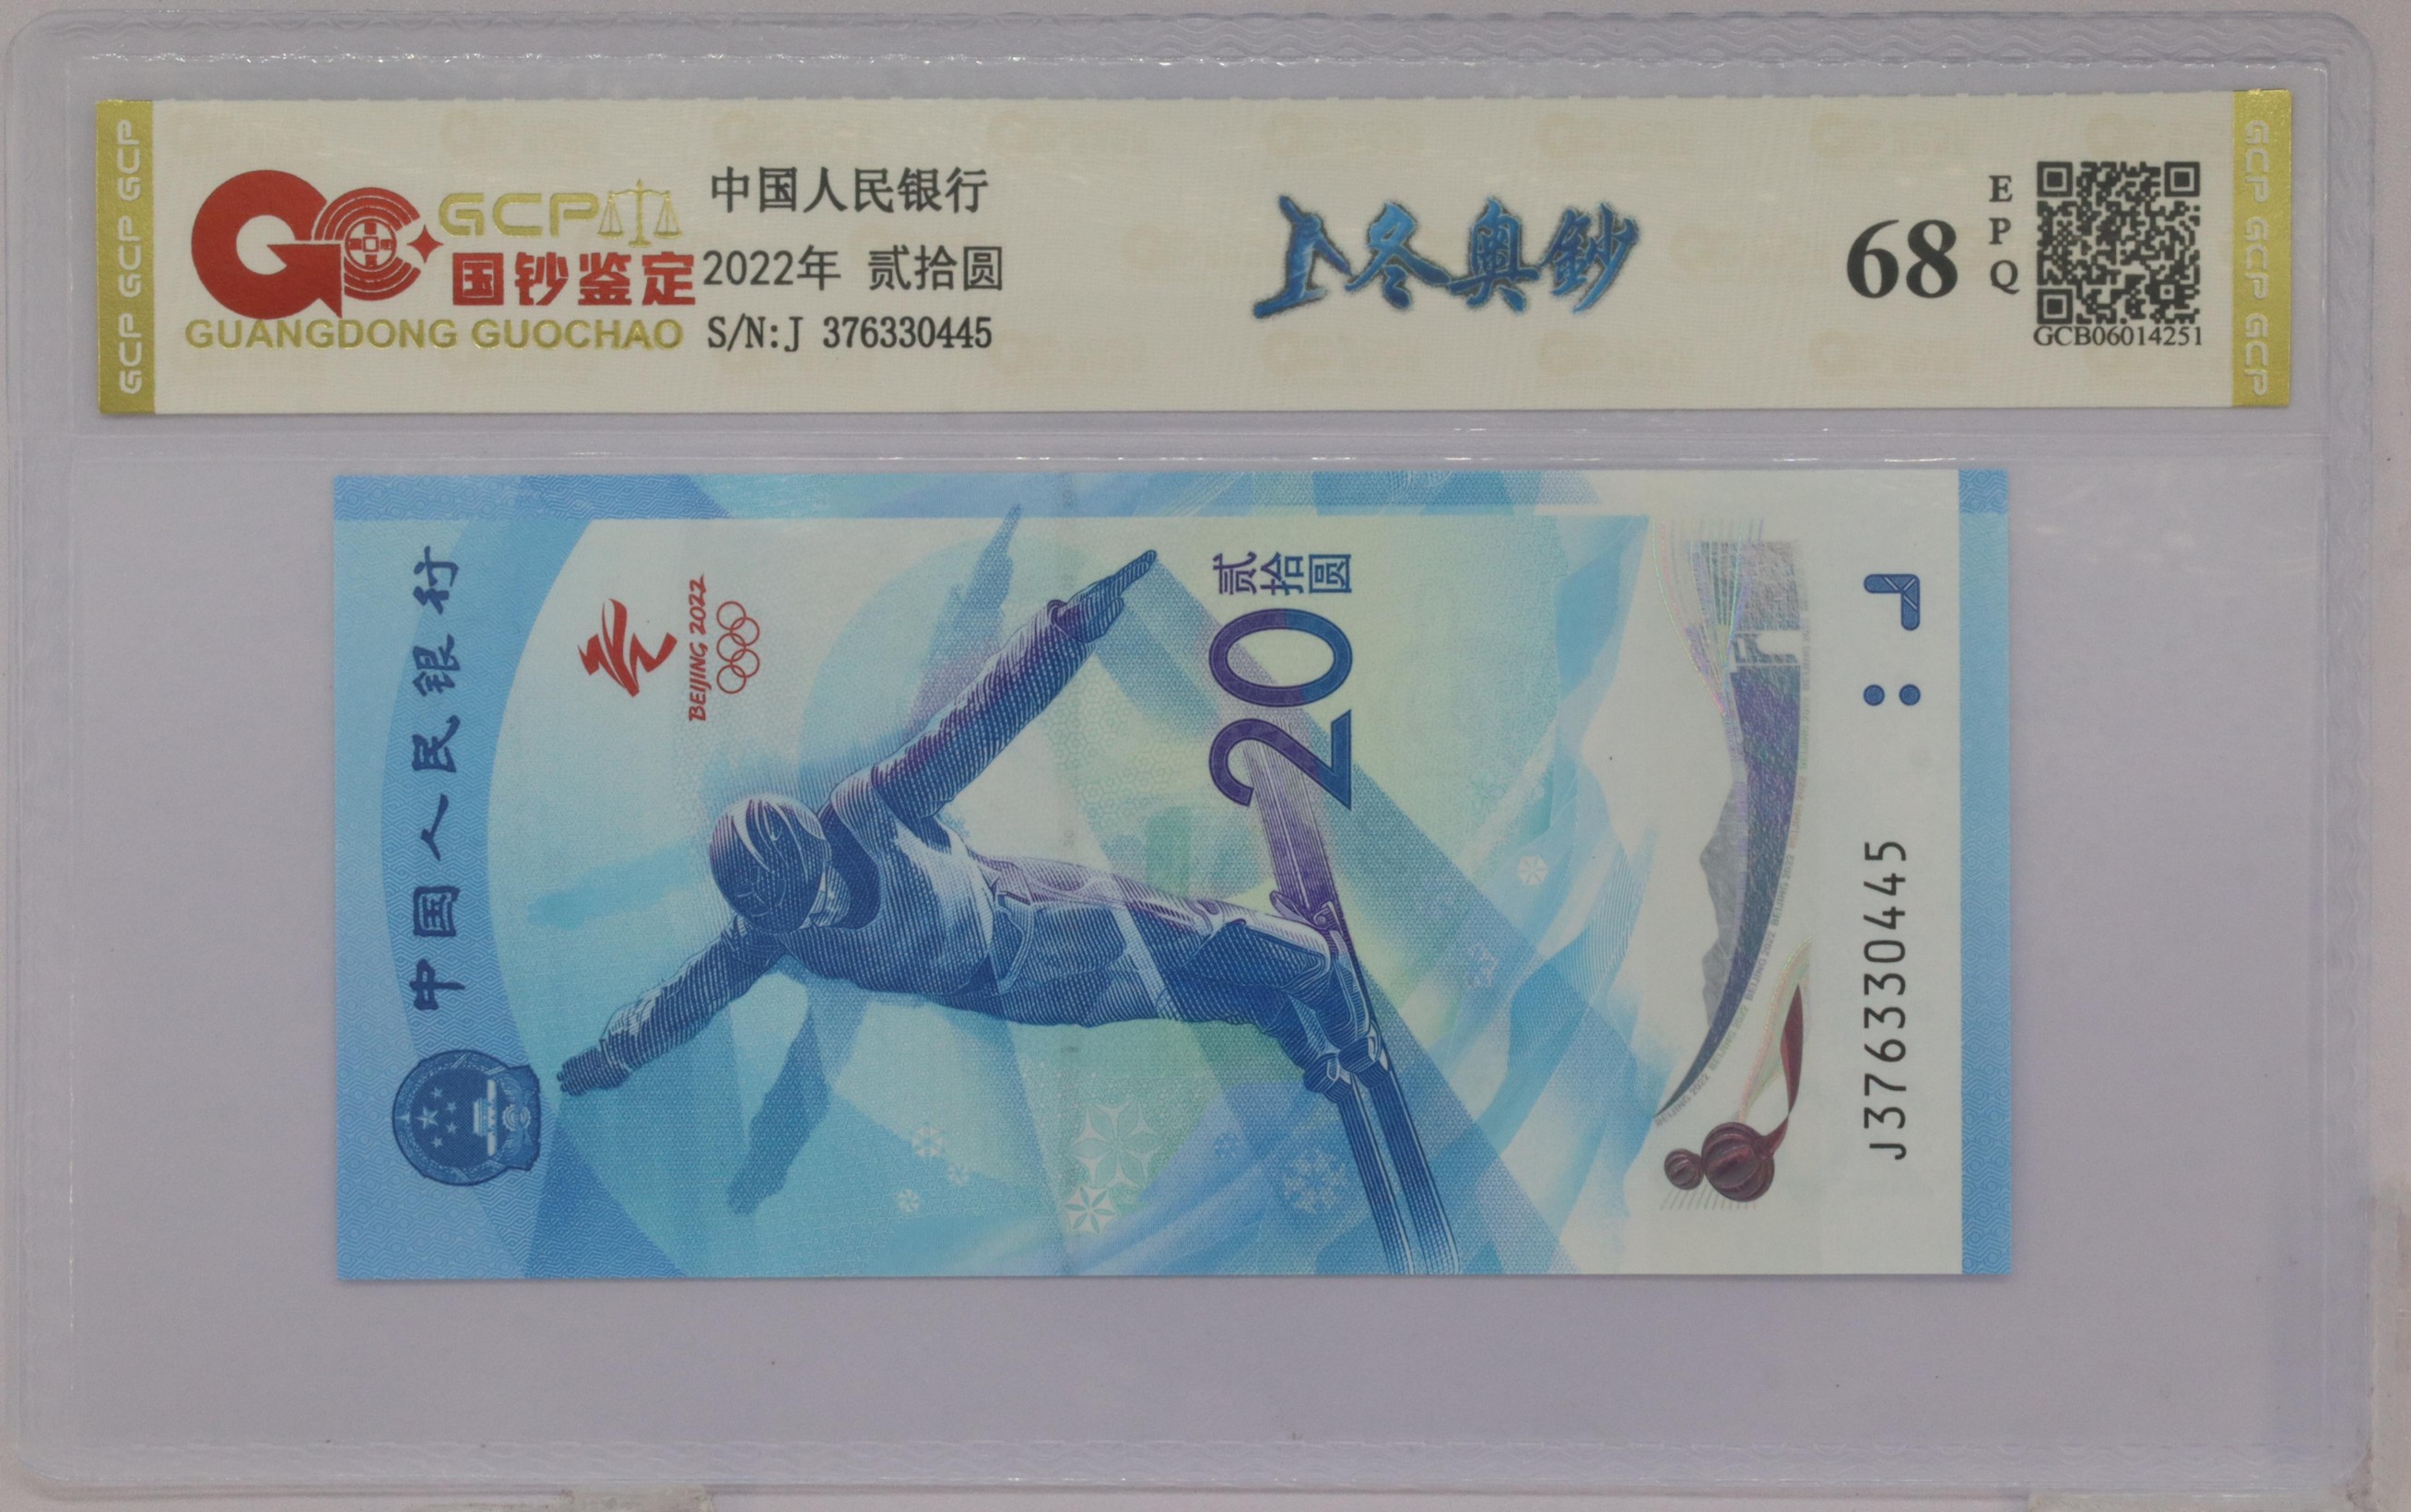 GCP GCP GCP
GCP
国钞鉴定
GUANGDONG GUOCHAO
中国人民银行
2022年 贰拾圆
S/N:J 376330445
冬奥鈔
68
EPQ
GCB06014251
GCP GCP GCP
中国人民银行
BEIJING 2022
贰拾圆
20
J376330445